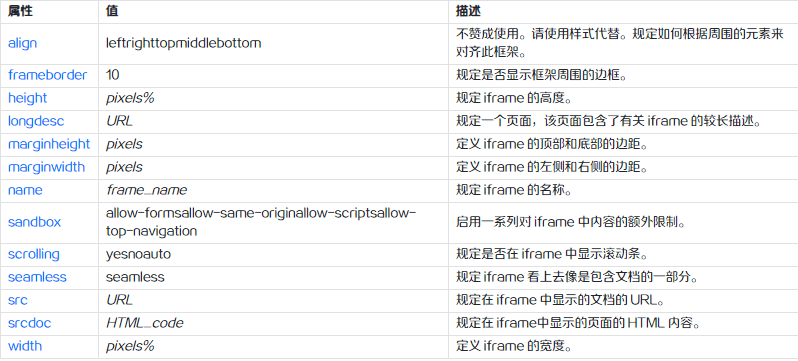 属性 值 描述
align leftrighttopmiddlebottom 不赞成使用。请使用样式代替。规定如何根据周围的元素来
对齐此框架。
frameborder 10 规定是否显示框架周围的边框。
height pixels% 规定 iframe 的高度。
longdesc URL 规定一个页面，该页面包含了有关 iframe 的较长描述。
marginheight pixels 定义 iframe 的顶部和底部的边距。
marginwidth pixels 定义 iframe 的左侧和右侧的边距。
name frame_name 规定 iframe 的名称。
sandbox allow-formsallow-same-originallow-scriptsallow-
top-navigation 启用一系列对 iframe 中内容的额外限制。
scrolling yesnoauto 规定是否在 iframe 中显示滚动条。
seamless seamless 规定 iframe 看上去像是包含文档的一部分。
src URL 规定在 iframe 中显示的文档的 URL。
srcdoc HTML_code 规定在 iframe中显示的页面的 HTML 内容。
width pixels% 定义 iframe 的宽度。